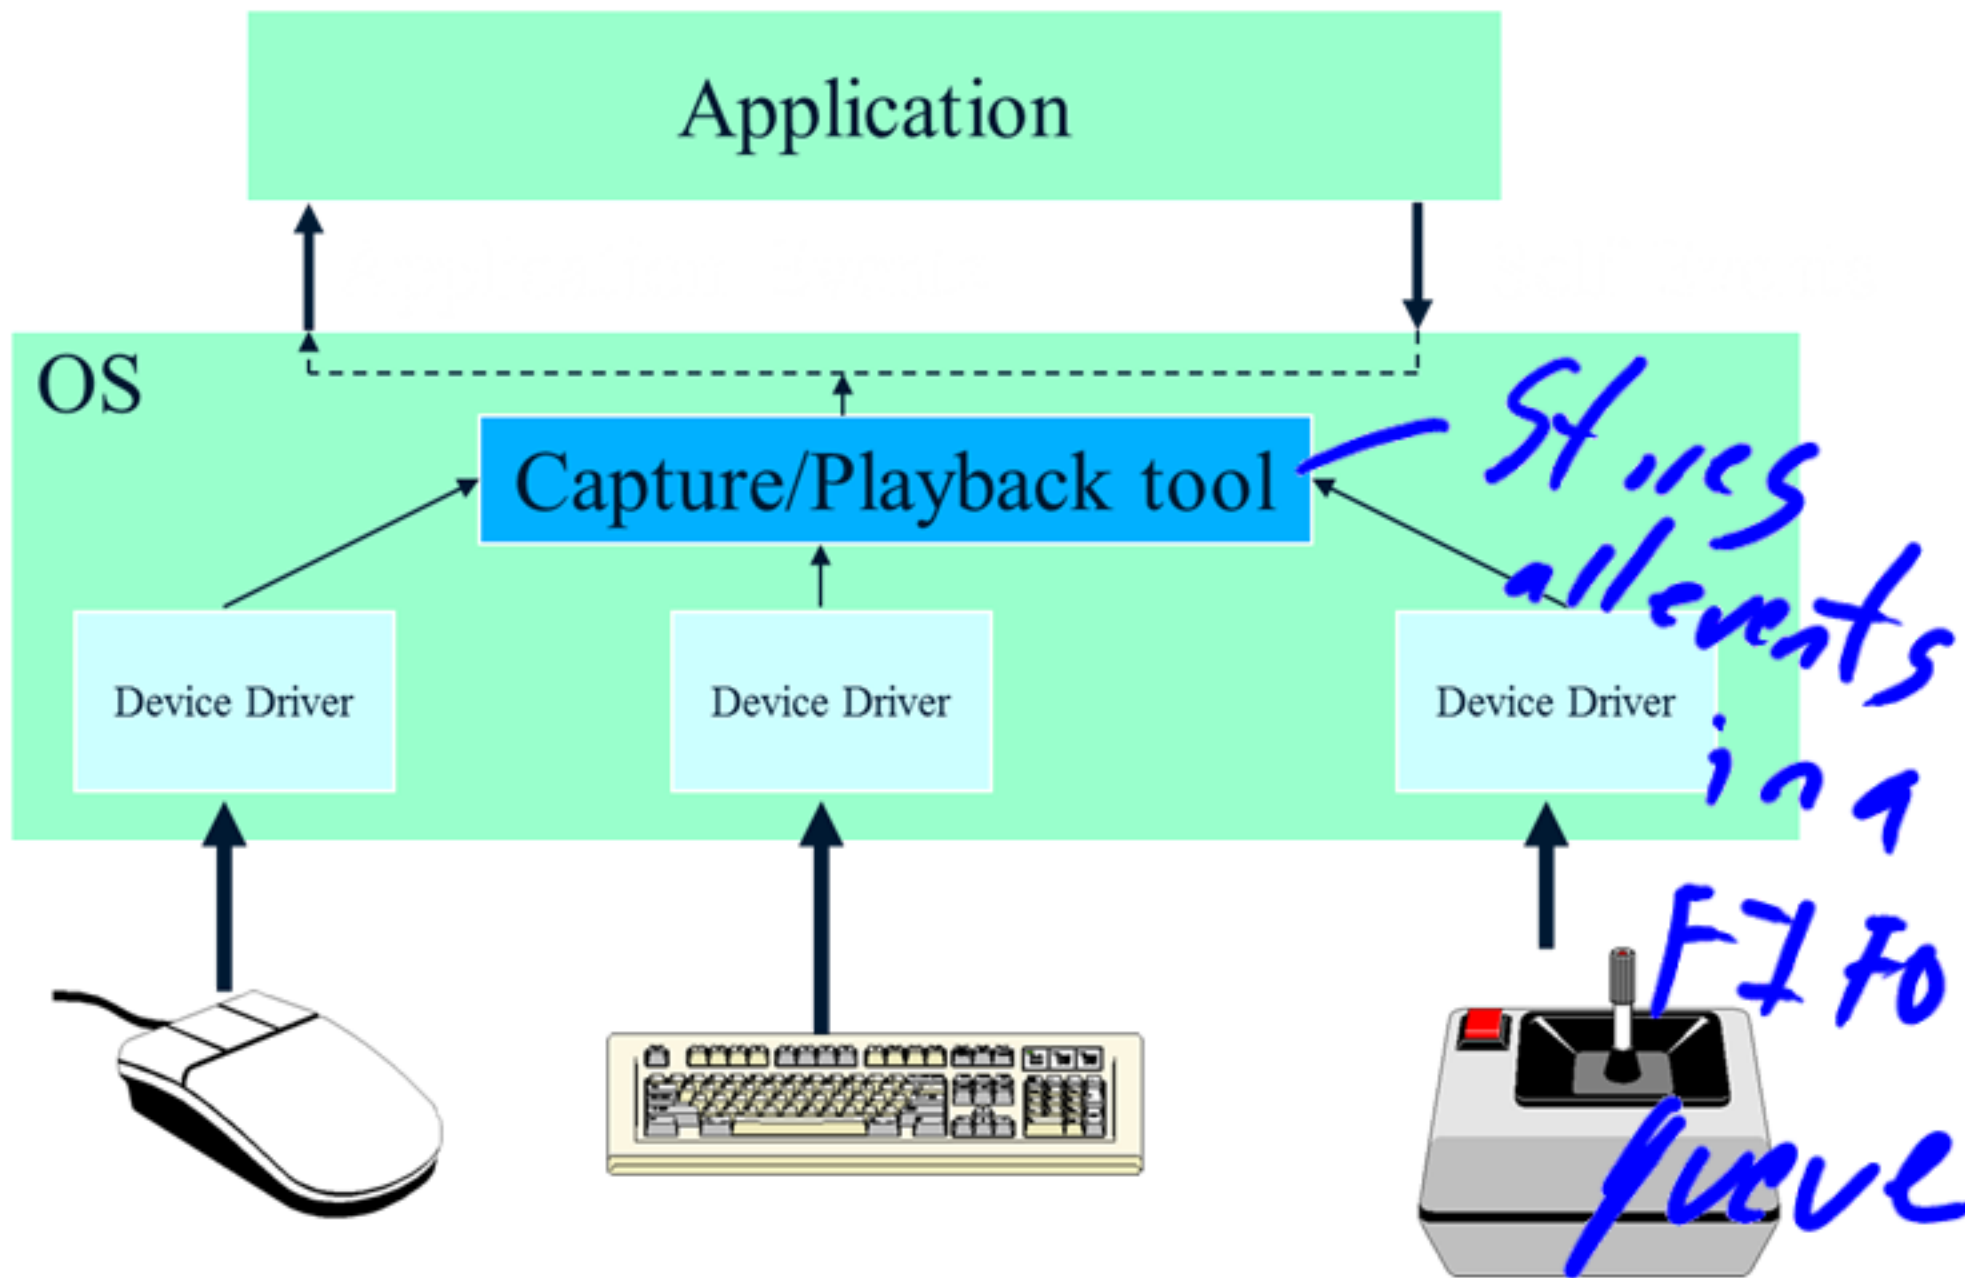 Application
OS
Capture/Playback tool
Stores
all events
in a
FIFO
queue
Device Driver
Device Driver
Device Driver